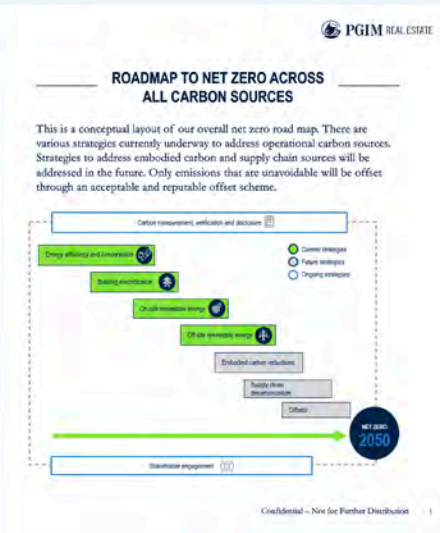 PGIM REAL ESTATE
ROADMAP TO NET ZERO ACROSS
ALL CARBON SOURCES
This is a conceptual layout of our overall net zero road map. There are
various strategies currently underway to address operational carbon sources.
Strategies to address embodied carbon and supply chain sources will be
addressed in the future. Only emissions that are unavoidable will be offset
through an acceptable and reputable offset scheme.
Carbon measurement, verification and disclosure
Energy efficiency and conservation
Current strategies
Future strategies
Ongoing strategies
Building electrification
On-site renewable energy
Off-site renewable energy
Embodied carbon reductions
Supply chain
decarbonization
Offsets
NET ZERO
2050
Stakeholder engagement
Confidential – Not for Further Distribution 1